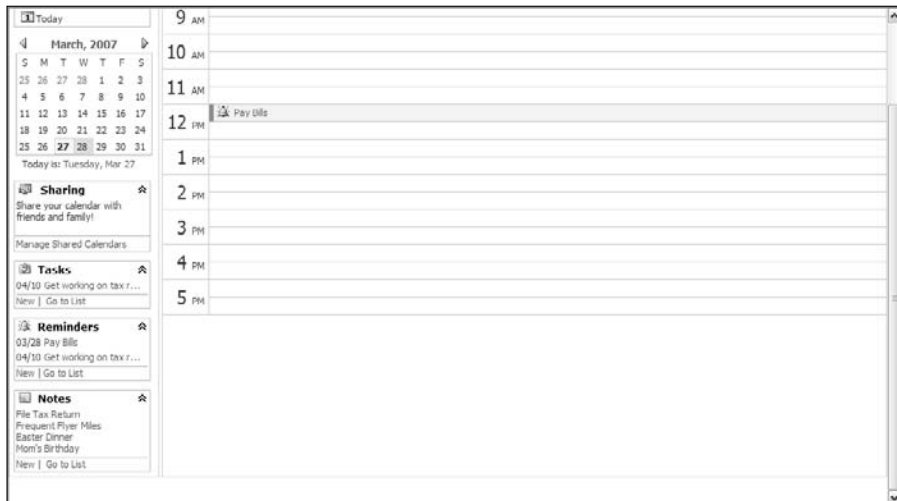 Today
March, 2007
S M T W T F S
25 26 27 28 1 2 3
4 5 6 7 8 9 10
11 12 13 14 15 16 17
18 19 20 21 22 23 24
25 26 27 28 29 30 31
Today is: Tuesday, Mar 27
Sharing
Share your calendar with
friends and family!
Manage Shared Calendars
Tasks
04/10 Get working on tax r...
New | Go to List
Reminders
03/28 Pay Bills
04/10 Get working on tax r...
New | Go to List
Notes
File Tax Return
Frequent Flyer Miles
Easter Dinner
Mom's Birthday
New | Go to List
9 AM
10 AM
11 AM
12 PM
Pay Bills
1 PM
2 PM
3 PM
4 PM
5 PM